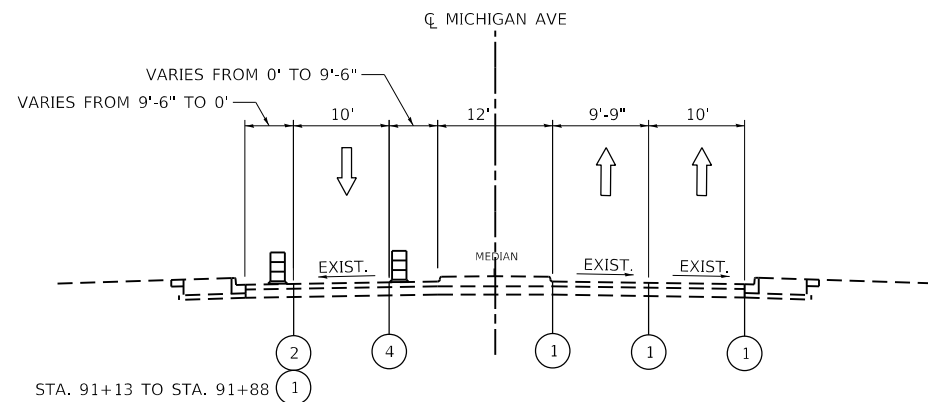 ℄ MICHIGAN AVE
VARIES FROM 0' TO 9'-6"
VARIES FROM 9'-6" TO 0'
10'
12'
9'-9"
10'
MEDIAN
EXIST.
EXIST.
EXIST.
2
4
1
1
1
STA. 91+13 TO STA. 91+88
1